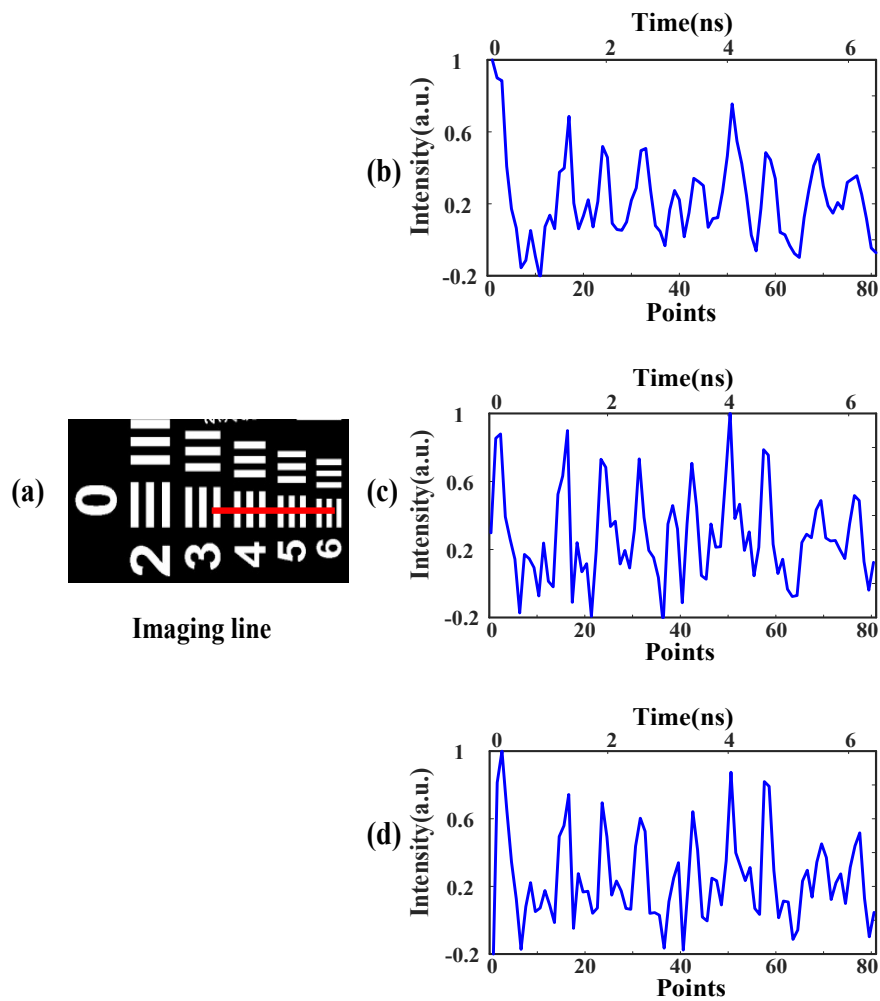 Time(ns)
0 2 4 6
1
0.6
0.2
-0.2
Intensity(a.u.)
(b)
0 20 40 60 80
Points
(a)
0
2 3 4 5 6
Imaging line
Time(ns)
0 2 4 6
1
0.6
0.2
-0.2
Intensity(a.u.)
(c)
0 20 40 60 80
Points
Time(ns)
0 2 4 6
1
0.6
0.2
-0.2
Intensity(a.u.)
(d)
0 20 40 60 80
Points